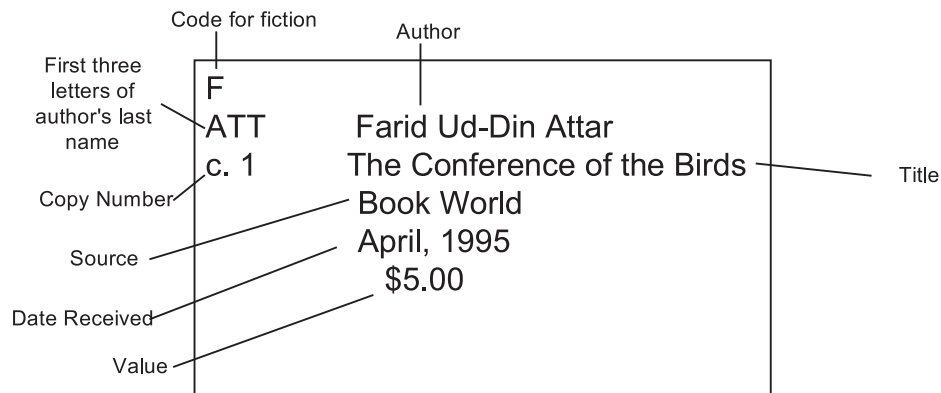 Code for fiction
Author
First three
letters of
author's last
name
F
ATT
Farid Ud-Din Attar
c. 1
The Conference of the Birds
Title
Copy Number
Book World
Source
April, 1995
$5.00
Date Received
Value